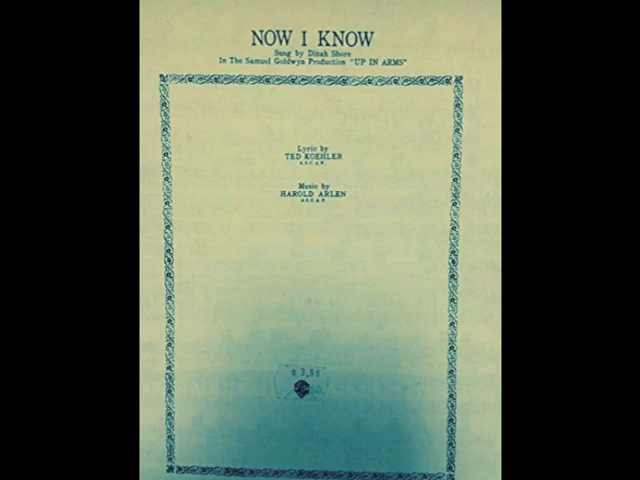 NOW I KNOW
Sung by Dinah Shore
In The Samuel Goldwyn Production "UP IN ARMS"
Lyric by
TED KOEHLER
A.S.C.A.P.
Music by
HAROLD ARLEN
A.S.C.A.P.